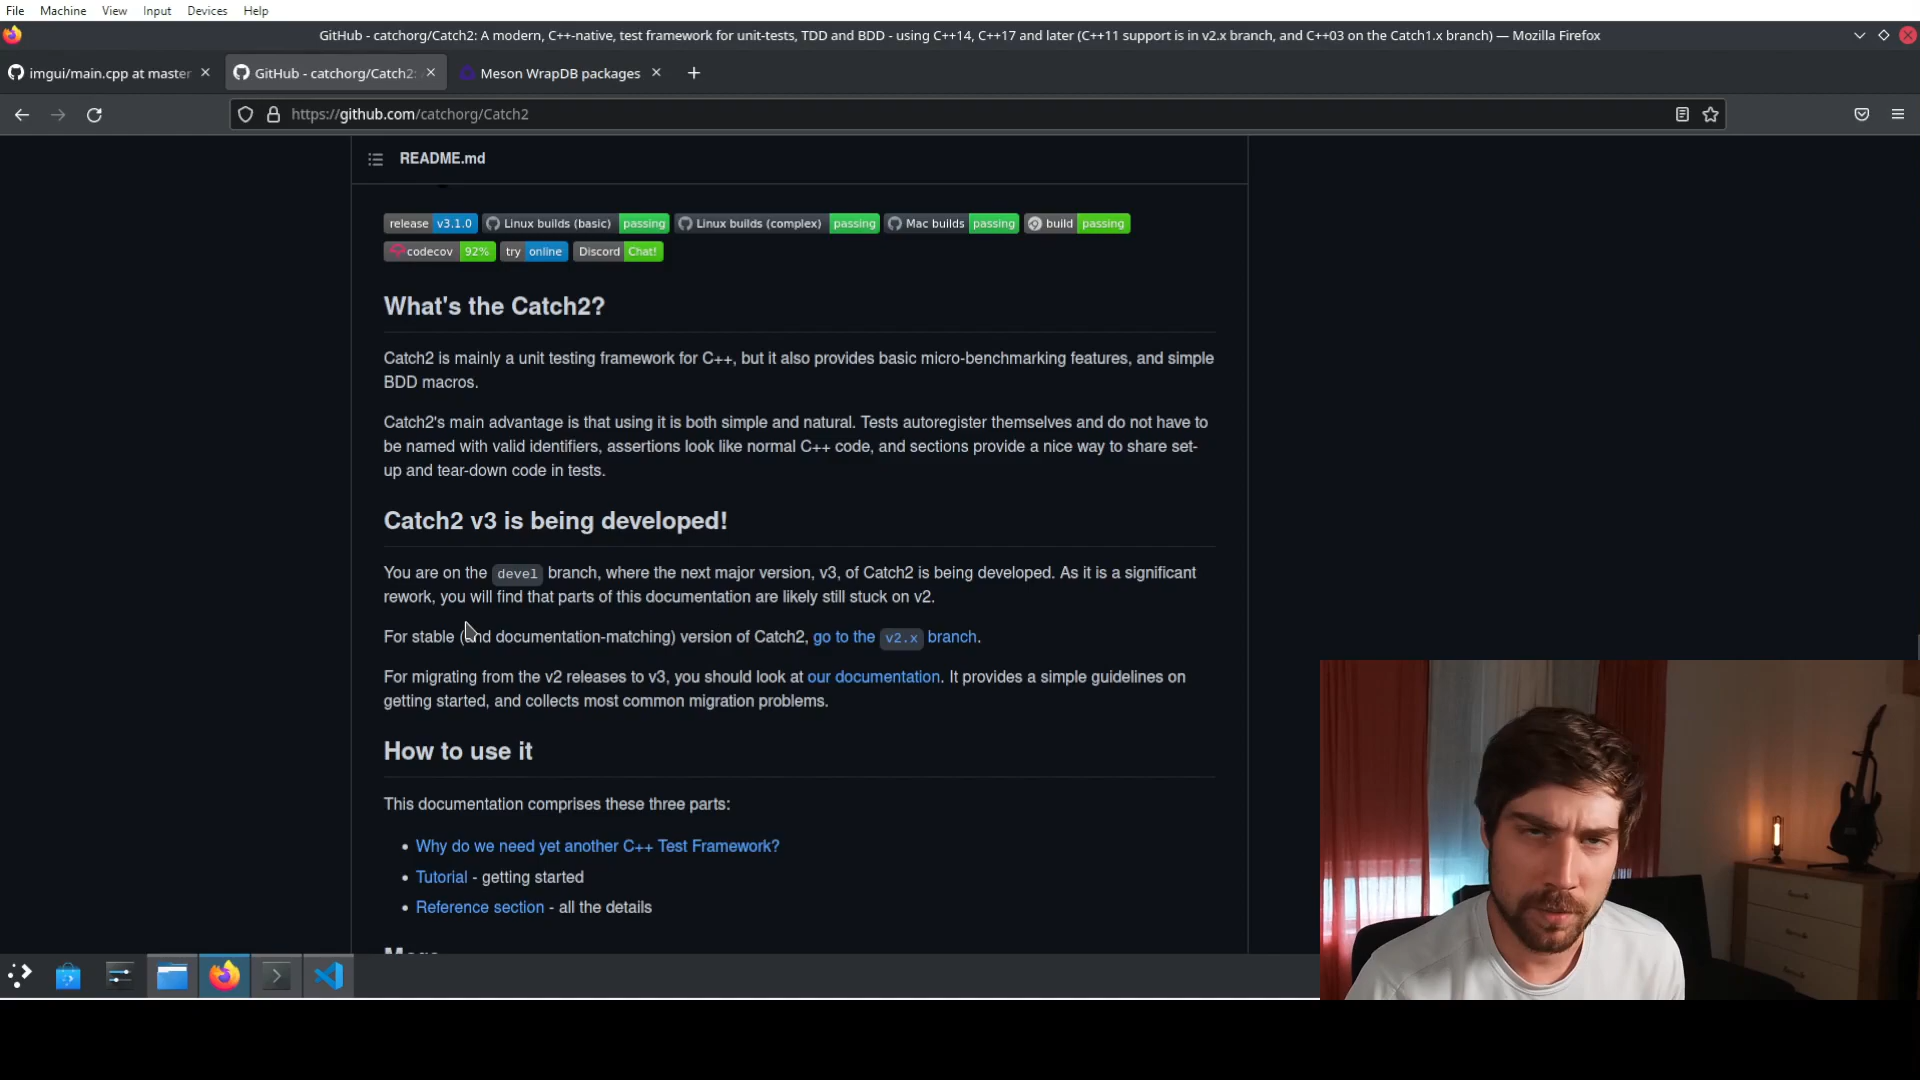 File Machine View Input Devices Help
GitHub - catchorg/Catch2: A modern, C++-native, test framework for unit-tests, TDD and BDD - using C++14, C++17 and later (C++11 support is in v2.x branch, and C++03 on the Catch1.x branch) — Mozilla Firefox
imgui/main.cpp at master GitHub - catchorg/Catch2: Meson WrapDB packages
https://github.com/catchorg/Catch2
README.md
release v3.1.0 Linux builds (basic) passing Linux builds (complex) passing Mac builds passing build passing
codecov 92% try online Discord Chat!
What's the Catch2?
Catch2 is mainly a unit testing framework for C++, but it also provides basic micro-benchmarking features, and simple
BDD macros.
Catch2's main advantage is that using it is both simple and natural. Tests autoregister themselves and do not have to
be named with valid identifiers, assertions look like normal C++ code, and sections provide a nice way to share set-
up and tear-down code in tests.
Catch2 v3 is being developed!
You are on the devel branch, where the next major version, v3, of Catch2 is being developed. As it is a significant
rework, you will find that parts of this documentation are likely still stuck on v2.
For stable (and documentation-matching) version of Catch2, go to the v2.x branch.
For migrating from the v2 releases to v3, you should look at our documentation. It provides a simple guidelines on
getting started, and collects most common migration problems.
How to use it
This documentation comprises these three parts:
• Why do we need yet another C++ Test Framework?
• Tutorial - getting started
• Reference section - all the details